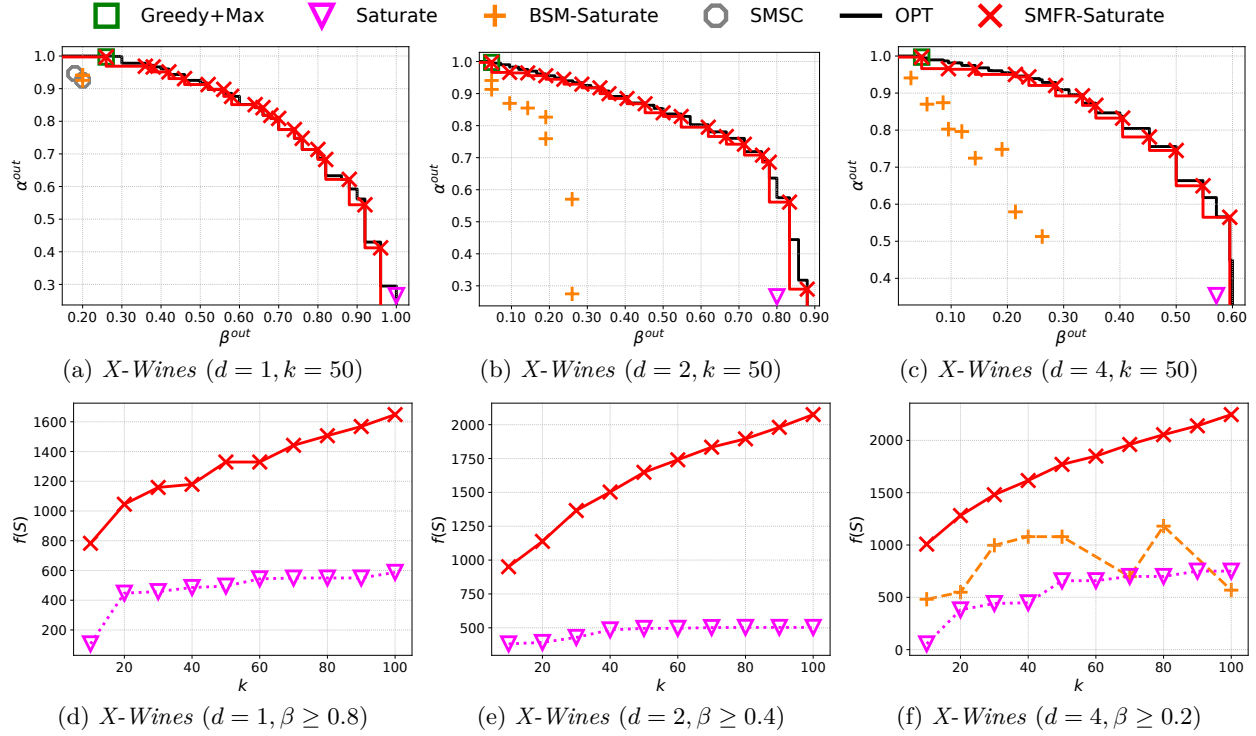 Greedy+Max Saturate BSM-Saturate SMSC OPT SMFR-Saturate
1.0
0.9
0.8
0.7
0.6
0.5
0.4
0.3
α^out
0.10 0.20 0.30 0.40 0.50 0.60 0.70 0.80 0.90 1.00
β^out
(a) X-Wines (d = 1, k = 50)
1.0
0.9
0.8
0.7
0.6
0.5
0.4
0.3
α^out
0.10 0.20 0.30 0.40 0.50 0.60 0.70 0.80 0.90
β^out
(b) X-Wines (d = 2, k = 50)
1.0
0.9
0.8
0.7
0.6
0.5
0.4
α^out
0.10 0.20 0.30 0.40 0.50 0.60
β^out
(c) X-Wines (d = 4, k = 50)
1600
1400
1200
1000
800
600
400
200
f(S)
20 40 60 80 100
k
(d) X-Wines (d = 1, β ≥ 0.8)
2000
1750
1500
1250
1000
750
500
f(S)
20 40 60 80 100
k
(e) X-Wines (d = 2, β ≥ 0.4)
2000
1500
1000
500
0
f(S)
20 40 60 80 100
k
(f) X-Wines (d = 4, β ≥ 0.2)